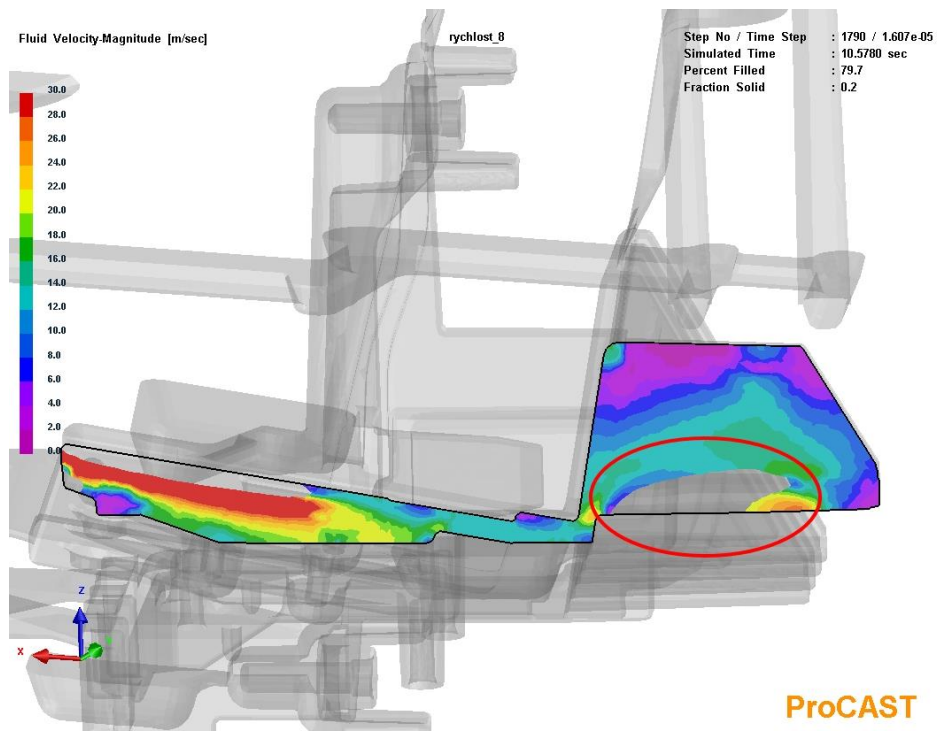 Fluid Velocity-Magnitude [m/sec]
rychlost_8
Step No / Time Step : 1790 / 1.607e-05
Simulated Time : 10.5780 sec
Percent Filled : 79.7
Fraction Solid : 0.2
30.0
28.0
26.0
24.0
22.0
20.0
18.0
16.0
14.0
12.0
10.0
8.0
6.0
4.0
2.0
0.0
Z
X
ProCAST